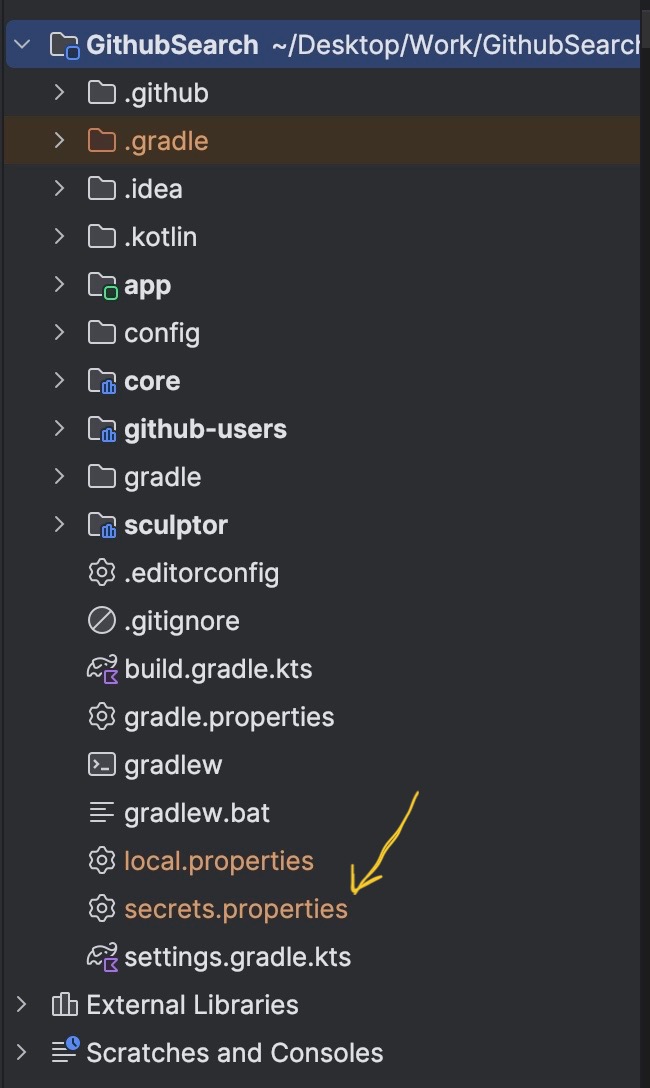 GithubSearch ~/Desktop/Work/GithubSearch
.github
.gradle
.idea
.kotlin
app
config
core
github-users
gradle
sculptor
.editorconfig
.gitignore
build.gradle.kts
gradle.properties
gradlew
gradlew.bat
local.properties
secrets.properties
settings.gradle.kts
External Libraries
Scratches and Consoles